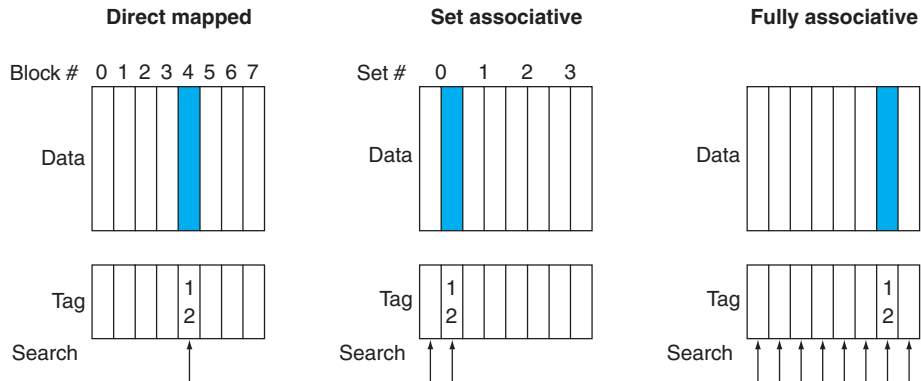 Direct mapped
Block # 0 1 2 3 4 5 6 7
Data
Tag
1
2
Search
Set associative
Set # 0 1 2 3
Data
Tag
1
2
Search
Fully associative
Data
Tag
1
2
Search